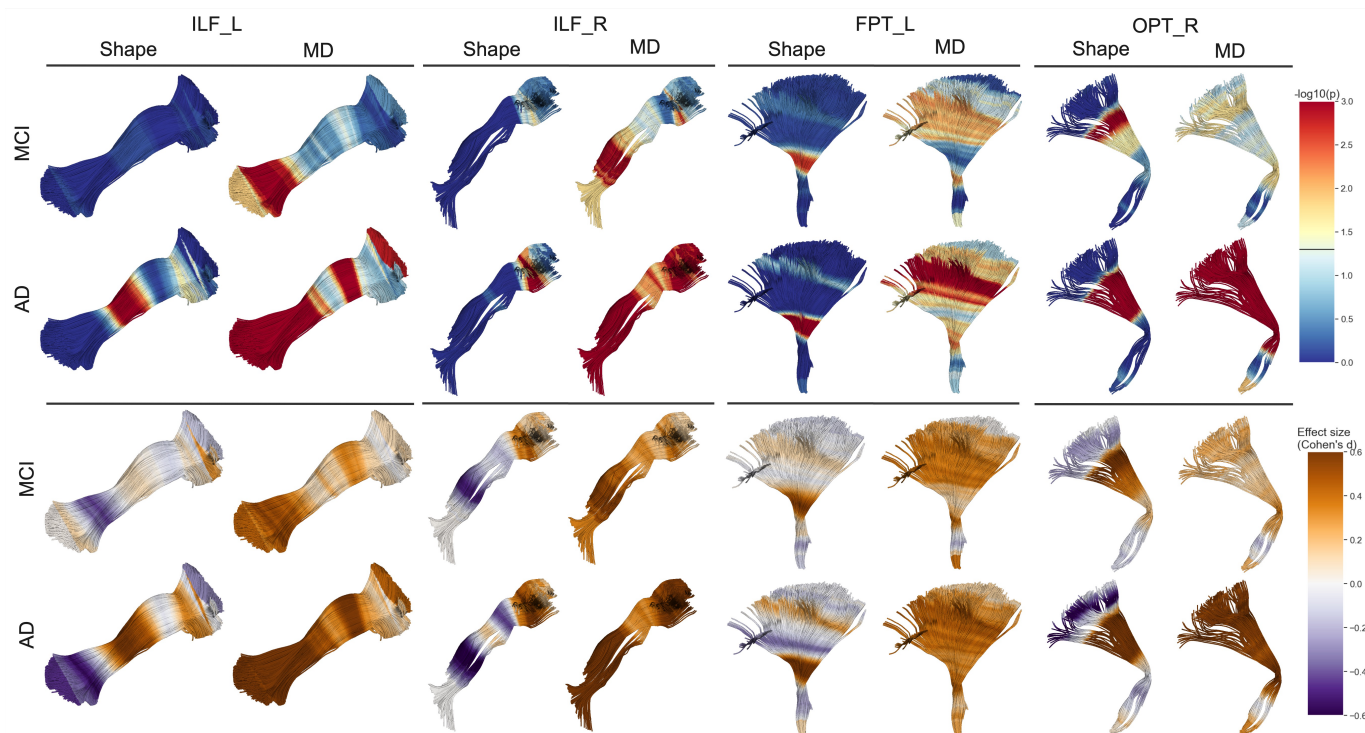 ILF_L ILF_R FPT_L OPT_R
Shape MD Shape MD Shape MD Shape MD
MCI
-log10(p)
3.0
2.5
2.0
1.5
1.0
0.5
0.0
AD
MCI
Effect size
(Cohen's d)
0.6
0.4
0.2
0.0
−0.2
−0.4
−0.6
AD